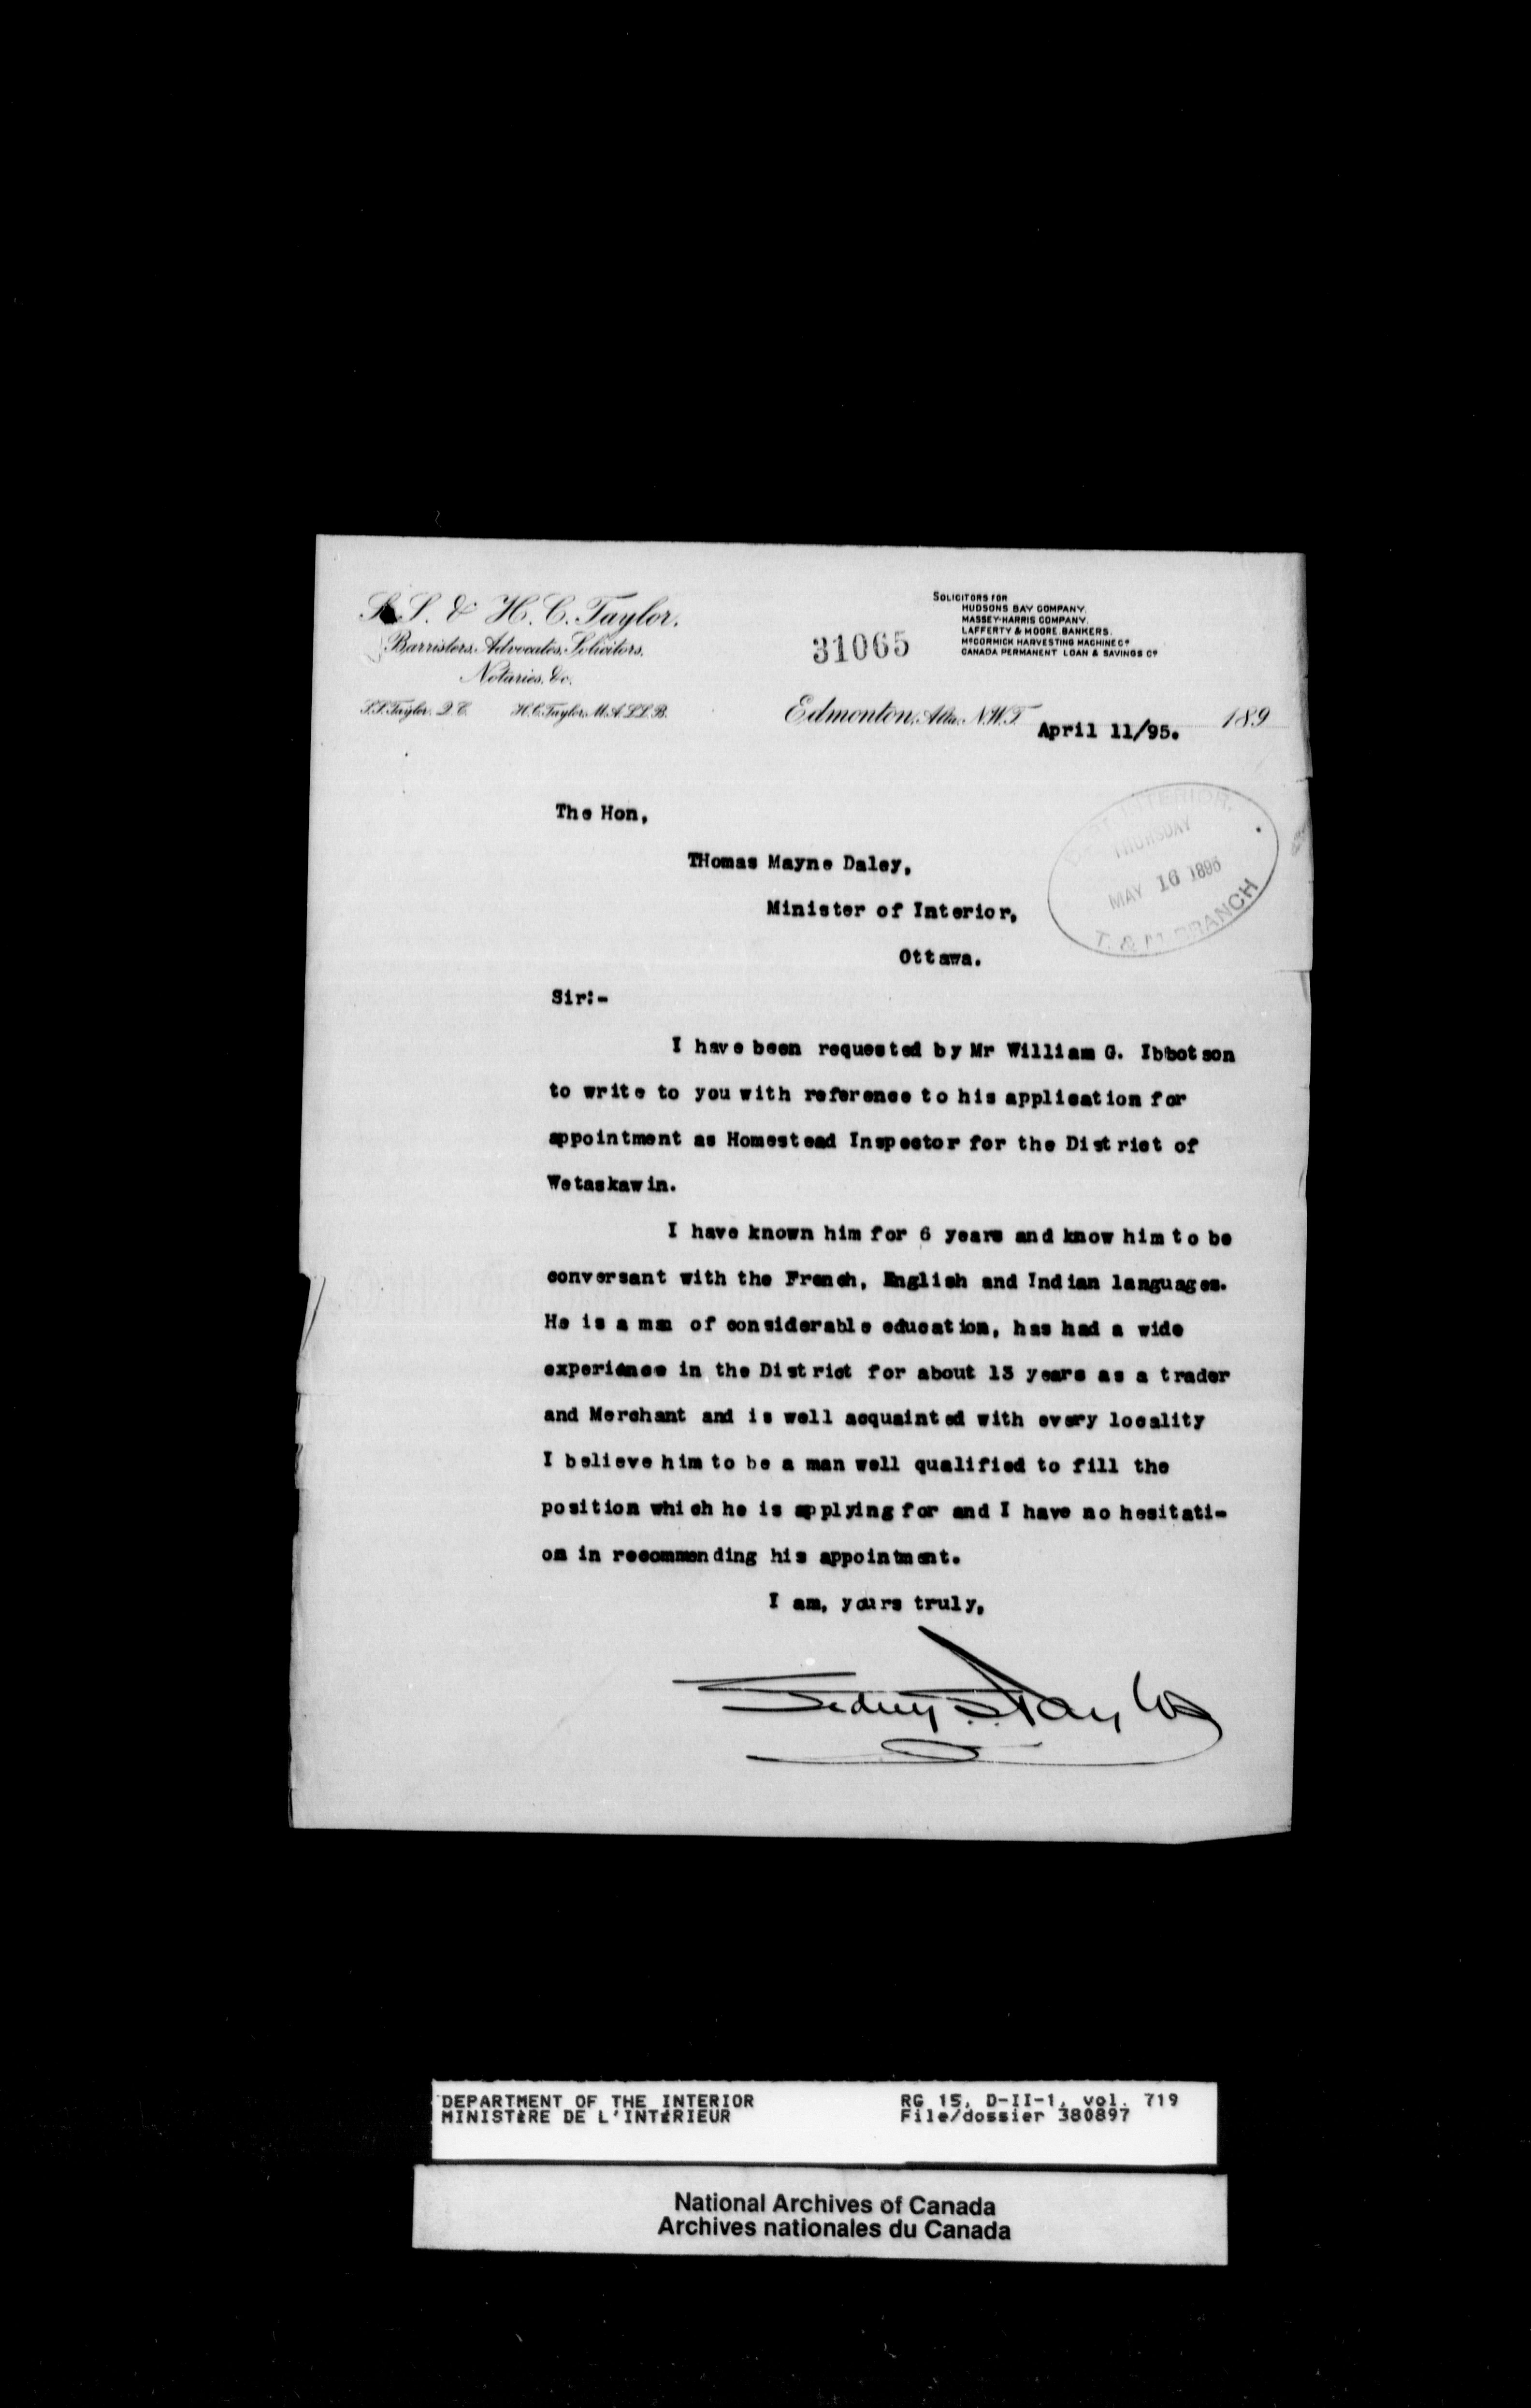 S. S. & H. C. Taylor.
Barristers, Advocates, Solicitors,
Notaries, &c.
S.S. Taylor, Q.C. H.C. Taylor, M.A. LL.B.
31065
SOLICITORS FOR
HUDSONS BAY COMPANY.
MASSEY-HARRIS COMPANY.
LAFFERTY & MOORE, BANKERS.
McCORMICK HARVESTING MACHINE Co
CANADA PERMANENT LOAN & SAVINGS Co
Edmonton, Alta. N.W.T. April 11/95. 189
The Hon,
THomas Mayne Daley,
Minister of Interior,
Ottawa.
DEPT. INTERIOR.
THURSDAY
MAY 16 1895
T. & M. BRANCH
Sir:-
I have been requested by Mr William G. Ibbotson
to write to you with reference to his application for
appointment as Homestead Inspector for the District of
Wetaskawin.
I have known him for 6 years and know him to be
conversant with the French, English and Indian languages.
He is a man of considerable education, has had a wide
experience in the District for about 13 years as a trader
and Merchant and is well acquainted with every locality
I believe him to be a man well qualified to fill the
position which he is applying for and I have no hesitati-
on in recommending his appointment.
I am, yours truly,
Sidney S. Taylor
DEPARTMENT OF THE INTERIOR RG 15, D-II-1, vol. 719
MINISTÈRE DE L'INTÉRIEUR File/dossier 380897
National Archives of Canada
Archives nationales du Canada